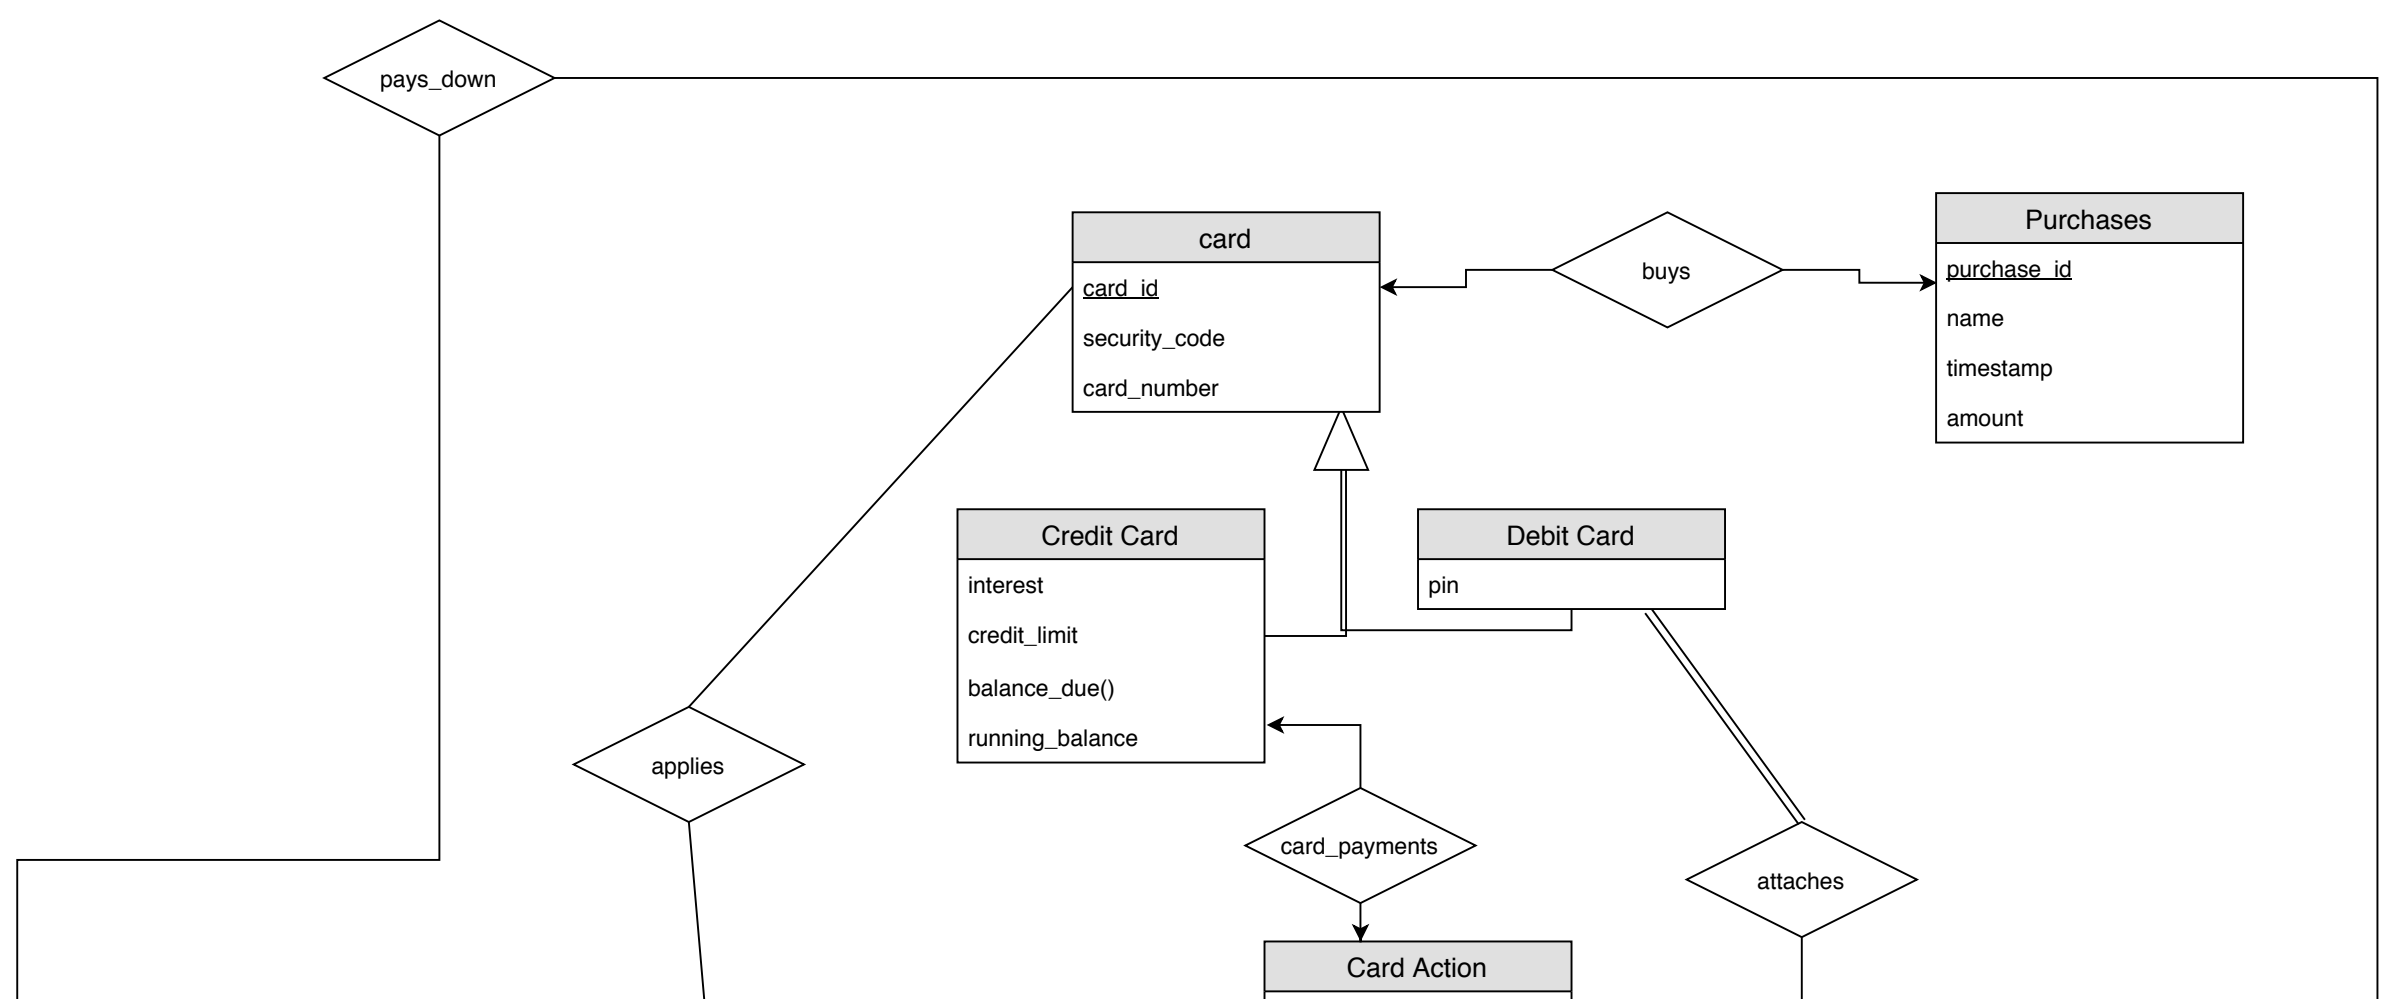 pays_down
card
card_id
security_code
card_number
buys
Purchases
purchase_id
name
timestamp
amount
Credit Card
interest
credit_limit
balance_due()
running_balance
Debit Card
pin
applies
card_payments
attaches
Card Action